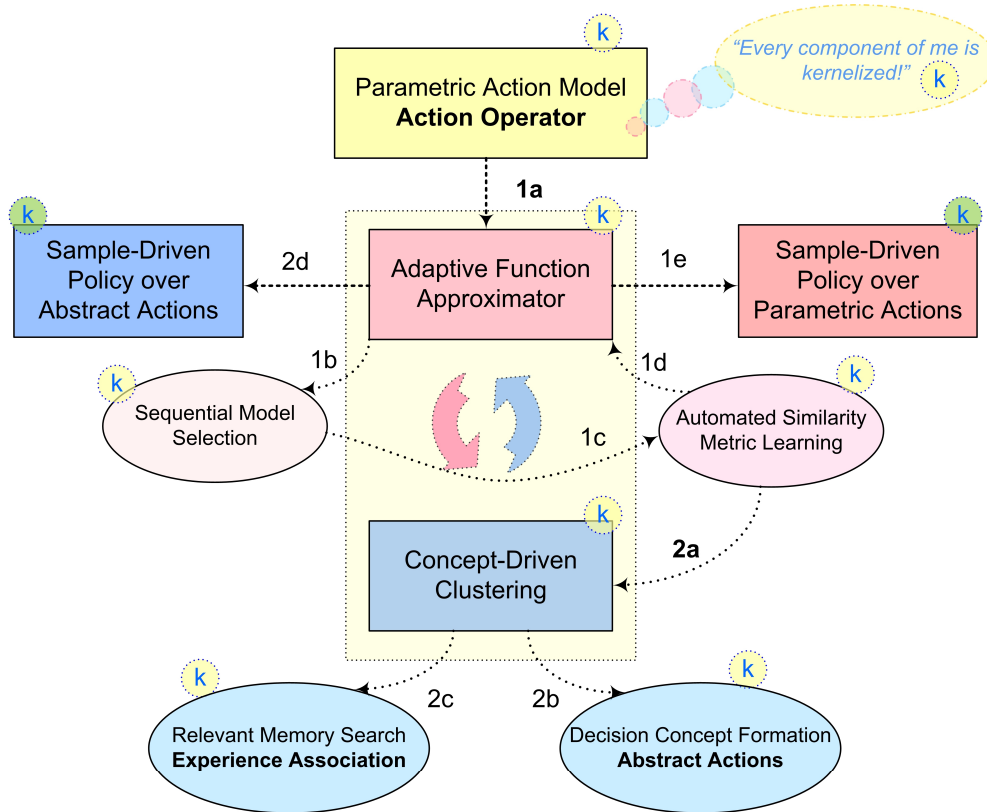 k
“Every component of me is
kernelized!”
k
Parametric Action Model
Action Operator
1a
k
k
k
Sample-Driven
Policy over
Abstract Actions
2d
Adaptive Function
Approximator
1e
Sample-Driven
Policy over
Parametric Actions
1b
1d
k
k
Sequential Model
Selection
1c
Automated Similarity
Metric Learning
k
2a
Concept-Driven
Clustering
k
k
2c
2b
Relevant Memory Search
Experience Association
Decision Concept Formation
Abstract Actions